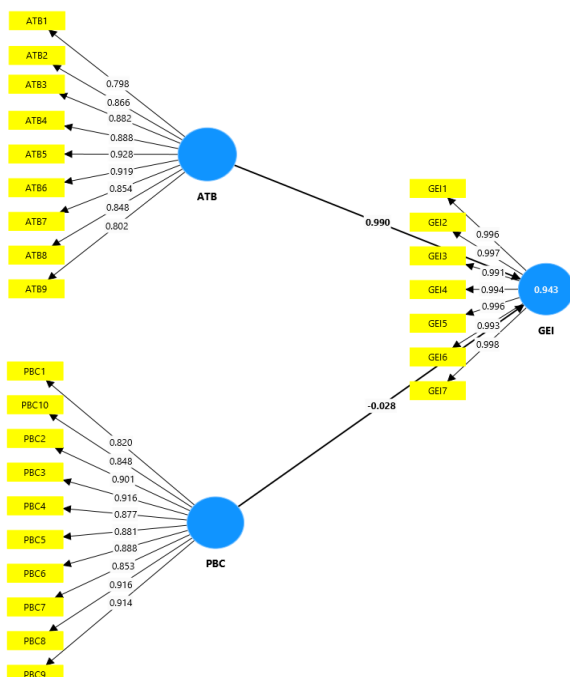 ATB1
ATB2
ATB3
ATB4
ATB5
ATB6
ATB7
ATB8
ATB9
0.798
0.866
0.882
0.888
0.928
0.919
0.854
0.848
0.802
ATB
0.990
GEI1
GEI2
GEI3
GEI4
GEI5
GEI6
GEI7
0.996
0.997
0.991
0.994
0.996
0.993
0.998
0.943
GEI
-0.028
PBC1
PBC10
PBC2
PBC3
PBC4
PBC5
PBC6
PBC7
PBC8
PBC9
0.820
0.848
0.901
0.916
0.877
0.881
0.888
0.853
0.916
0.914
PBC